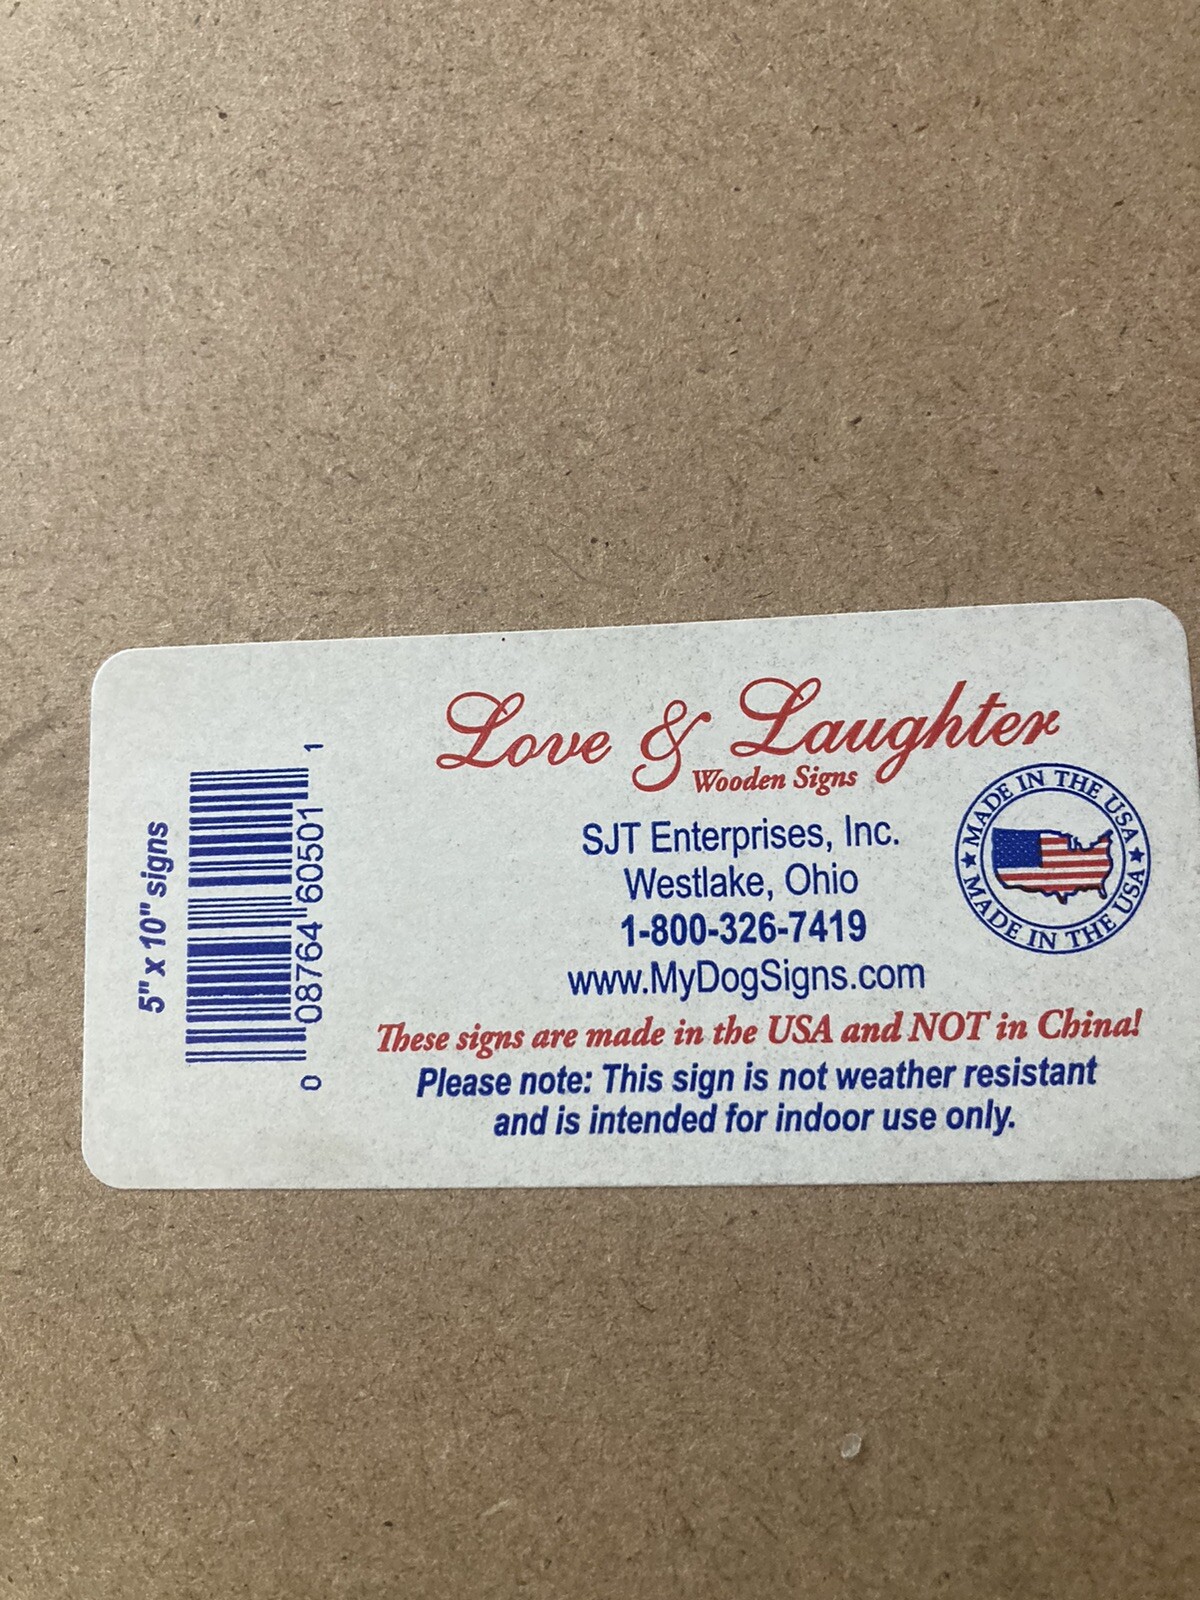 Love & Laughter
Wooden Signs
SJT Enterprises, Inc.
Westlake, Ohio
1-800-326-7419
www.MyDogSigns.com
These signs are made in the USA and NOT in China!
Please note: This sign is not weather resistant
and is intended for indoor use only.
MADE IN THE USA
MADE IN THE USA
5" x 10" signs
0 08764 60501 1